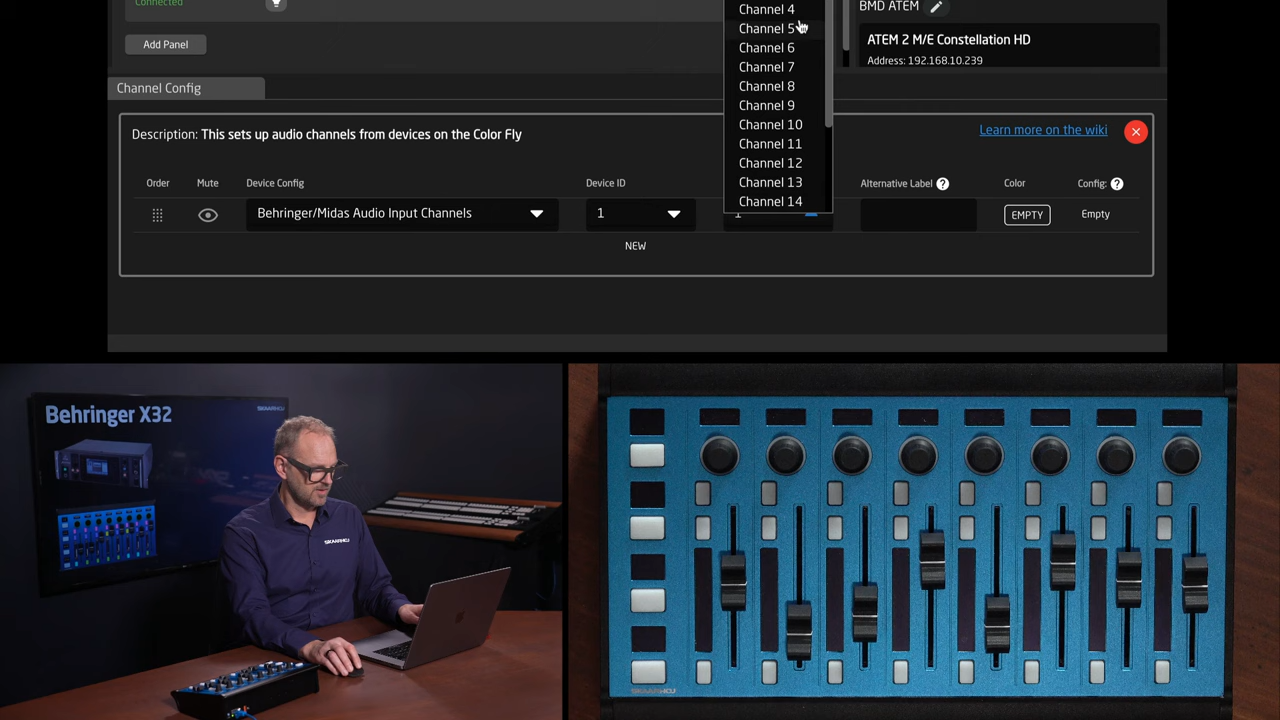 Connected
Add Panel
Channel 4
Channel 5
Channel 6
Channel 7
Channel 8
Channel 9
Channel 10
Channel 11
Channel 12
Channel 13
Channel 14
BMD ATEM
ATEM 2 M/E Constellation HD
Address: 192.168.10.239
Channel Config
Description: This sets up audio channels from devices on the Color Fly
Learn more on the wiki
Order Mute Device Config Device ID Alternative Label ? Color Config: ?
Behringer/Midas Audio Input Channels 1 1 EMPTY Empty
NEW
Behringer X32
SKAARHOJ
SKAARHOJ
SKAARHOJ